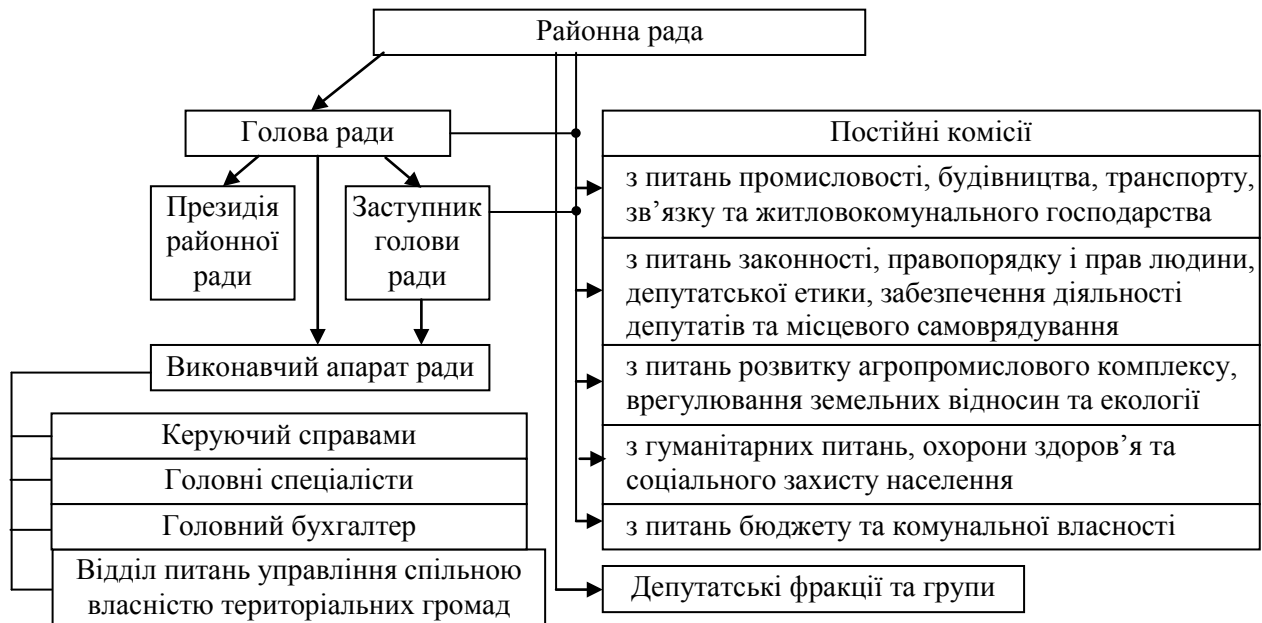 Районна рада
Голова ради
Президія
районної
ради
Заступник
голови
ради
Виконавчий апарат ради
Керуючий справами
Головні спеціалісти
Головний бухгалтер
Відділ питань управління спільною
власністю територіальних громад
Постійні комісії
з питань промисловості, будівництва, транспорту,
зв’язку та житловокомунального господарства
з питань законності, правопорядку і прав людини,
депутатської етики, забезпечення діяльності
депутатів та місцевого самоврядування
з питань розвитку агропромислового комплексу,
врегулювання земельних відносин та екології
з гуманітарних питань, охорони здоров’я та
соціального захисту населення
з питань бюджету та комунальної власності
Депутатські фракції та групи